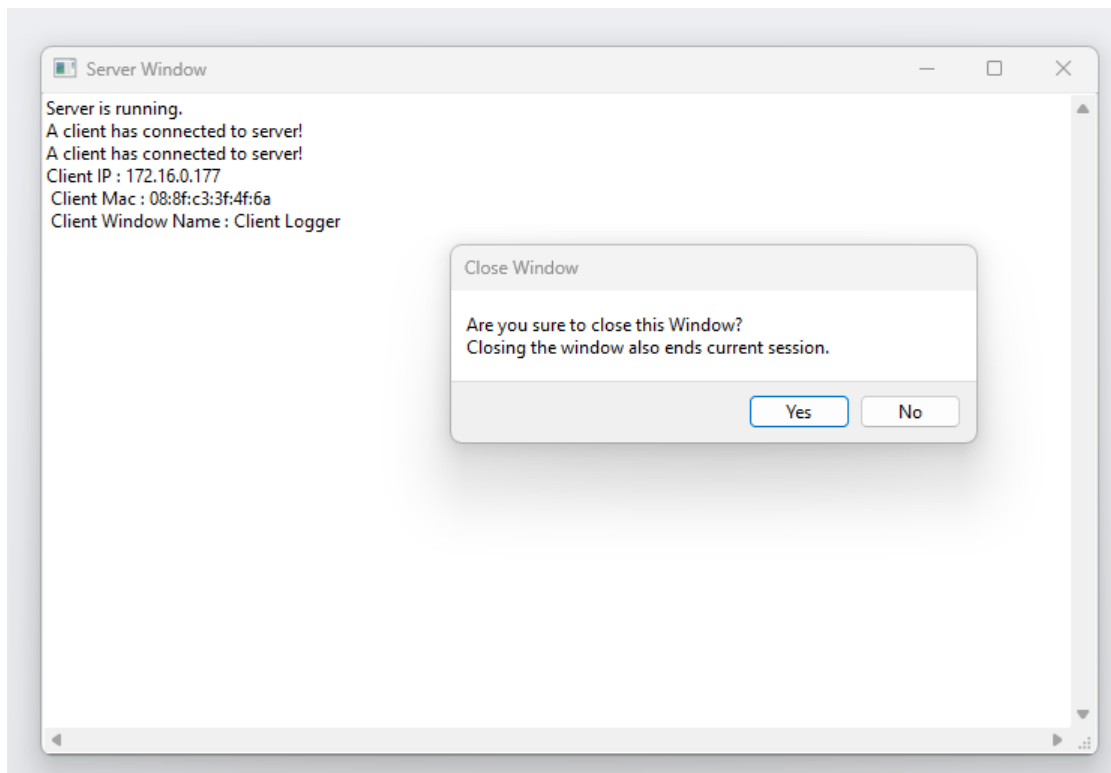 Server Window
Server is running.
A client has connected to server!
A client has connected to server!
Client IP : 172.16.0.177
Client Mac : 08:8f:c3:3f:4f:6a
Client Window Name : Client Logger
Close Window
Are you sure to close this Window?
Closing the window also ends current session.
Yes No